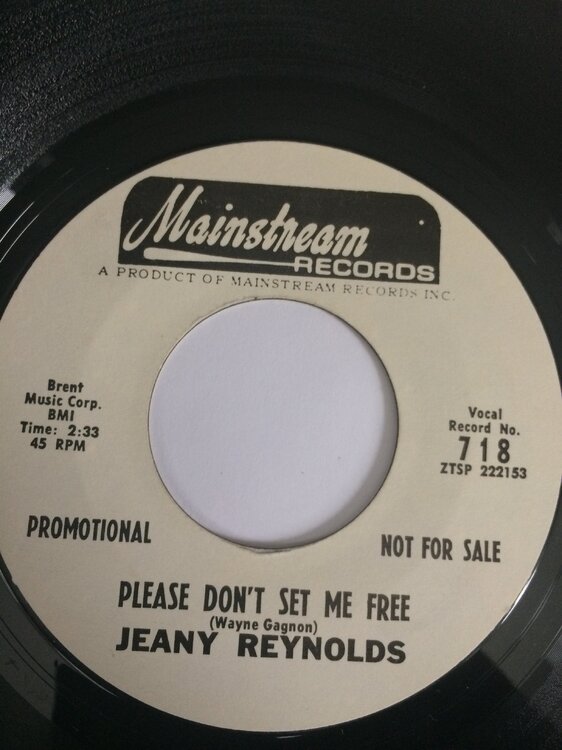 Mainstream
RECORDS
A PRODUCT OF MAINSTREAM RECORDS INC.
Brent
Music Corp.
BMI
Time: 2:33
45 RPM
Vocal
Record No.
718
ZTSP 222153
PROMOTIONAL
NOT FOR SALE
PLEASE DON'T SET ME FREE
(Wayne Gagnon)
JEANY REYNOLDS